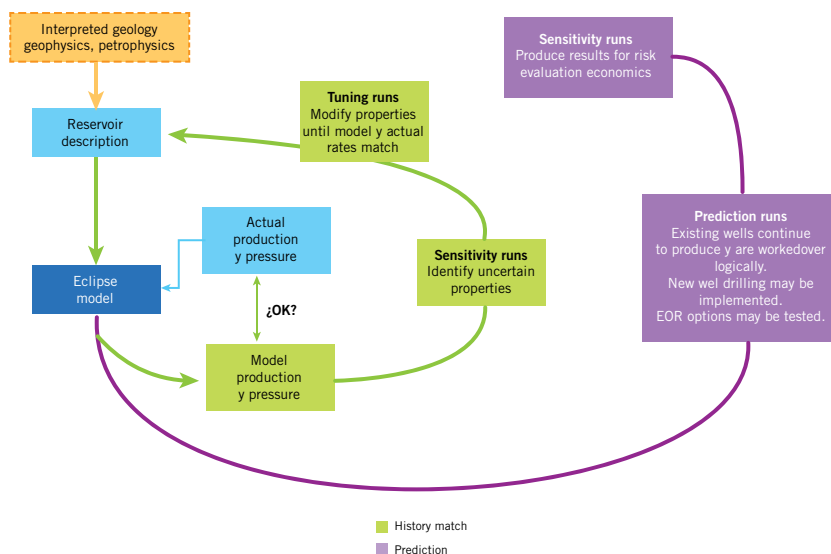 Interpreted geology
geophysics, petrophysics
Reservoir
description
Tuning runs
Modify properties
until model y actual
rates match
Sensitivity runs
Produce results for risk
evaluation economics
Actual
production
y pressure
Eclipse
model
¿OK?
Sensitivity runs
Identify uncertain
properties
Prediction runs
Existing wells continue
to produce y are workedover
logically.
New wel drilling may be
implemented.
EOR options may be tested.
Model
production
y pressure
History match
Prediction